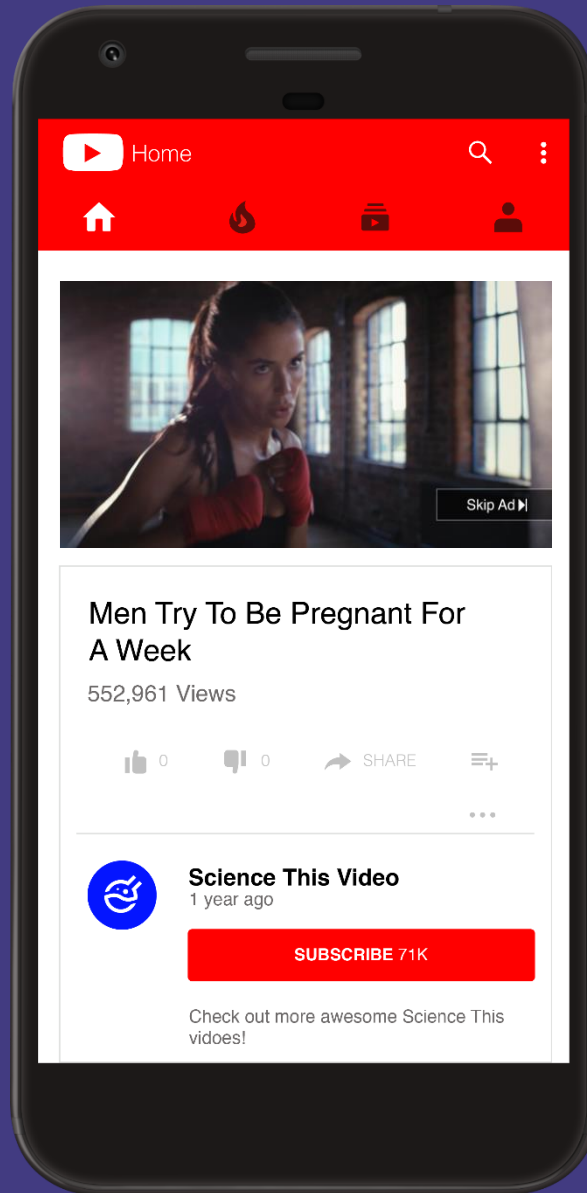 Home
Skip Ad
Men Try To Be Pregnant For
A Week
552,961 Views
0 0 SHARE
Science This Video
1 year ago
SUBSCRIBE 71K
Check out more awesome Science This
vidoes!